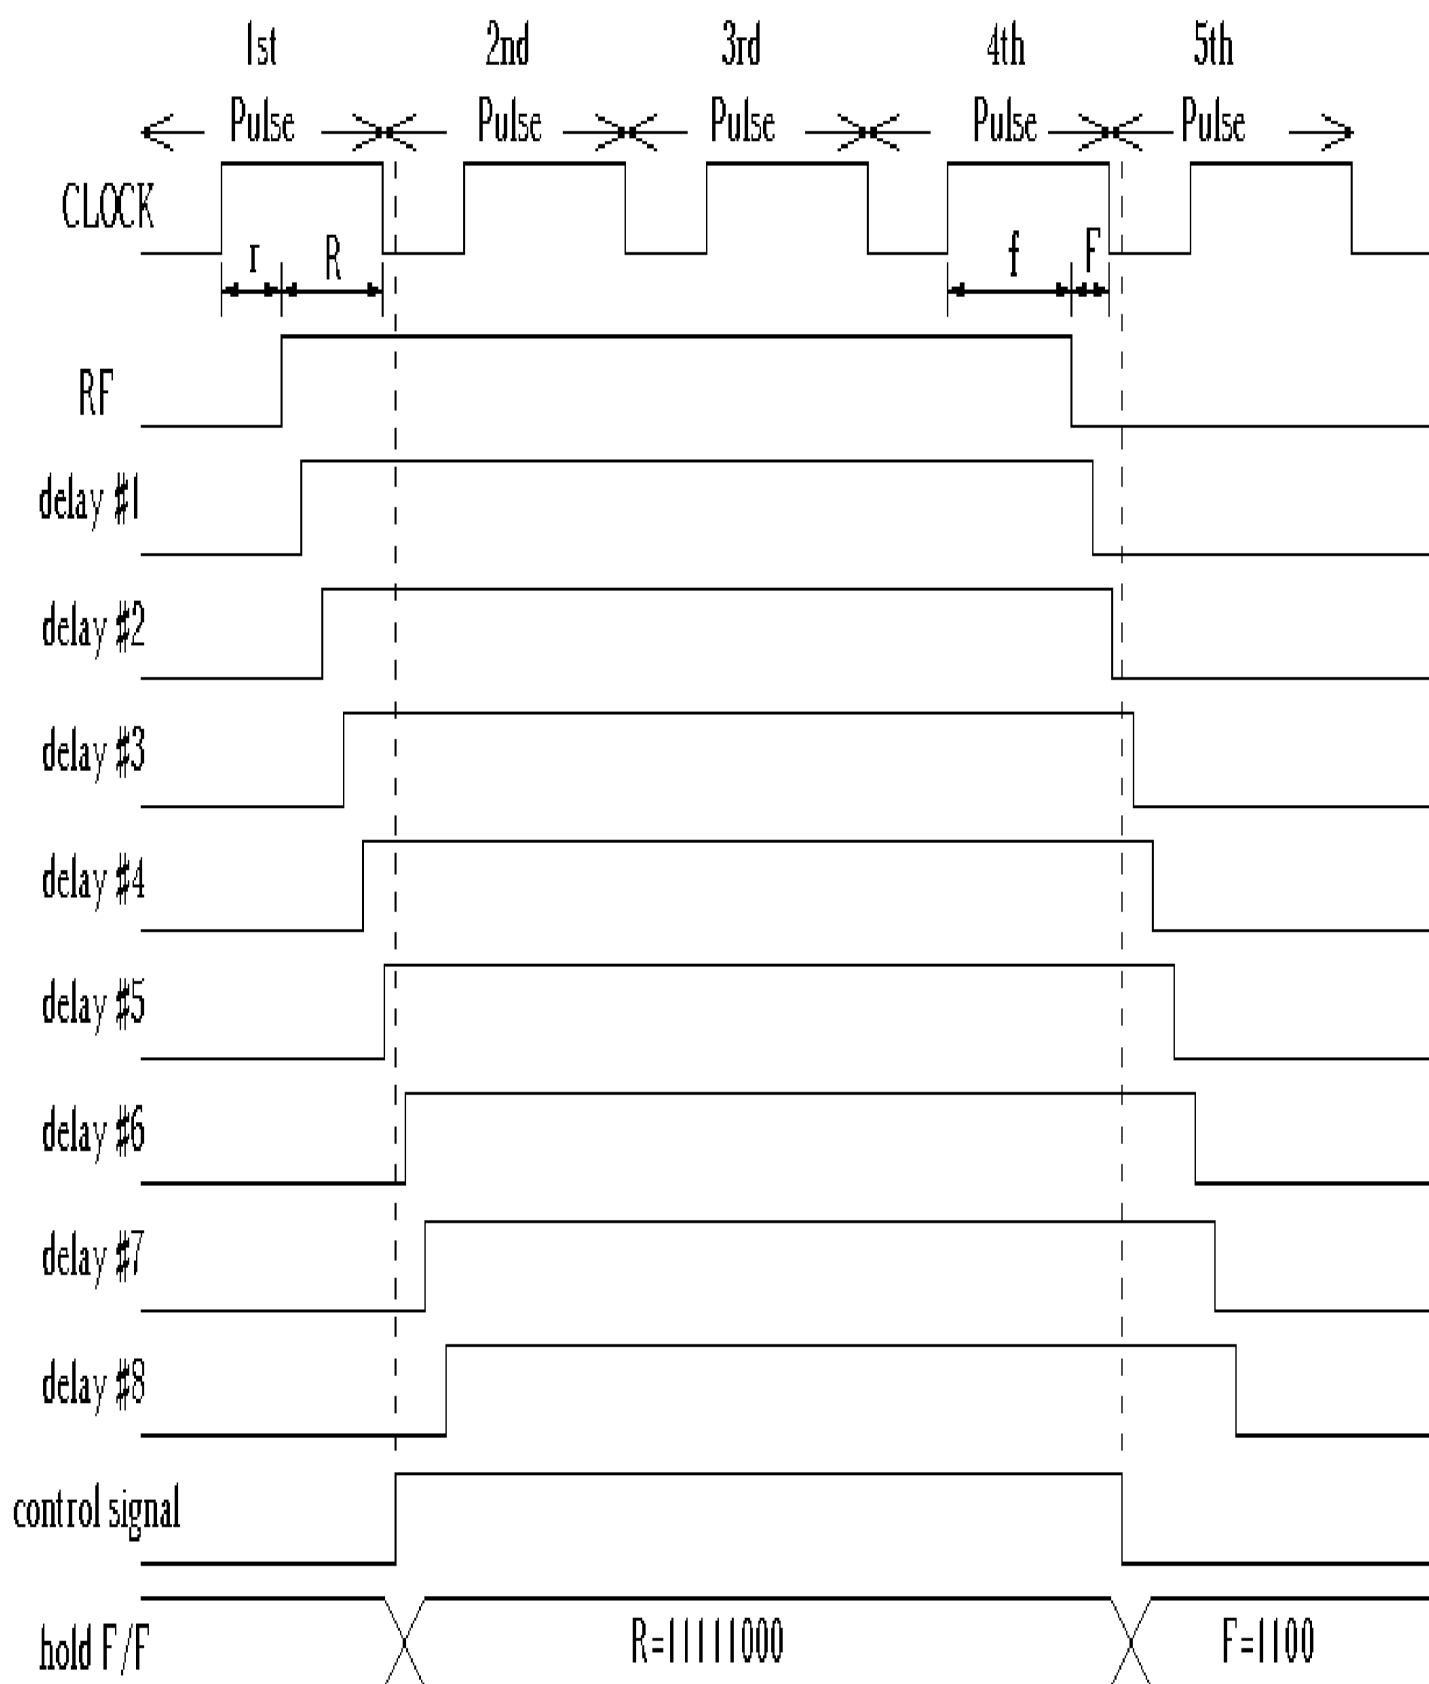 1st 2nd 3rd 4th 5th
Pulse Pulse Pulse Pulse Pulse
CLOCK
r R f F
RF
delay #1
delay #2
delay #3
delay #4
delay #5
delay #6
delay #7
delay #8
control signal
hold F/F R=11111000 F=1100